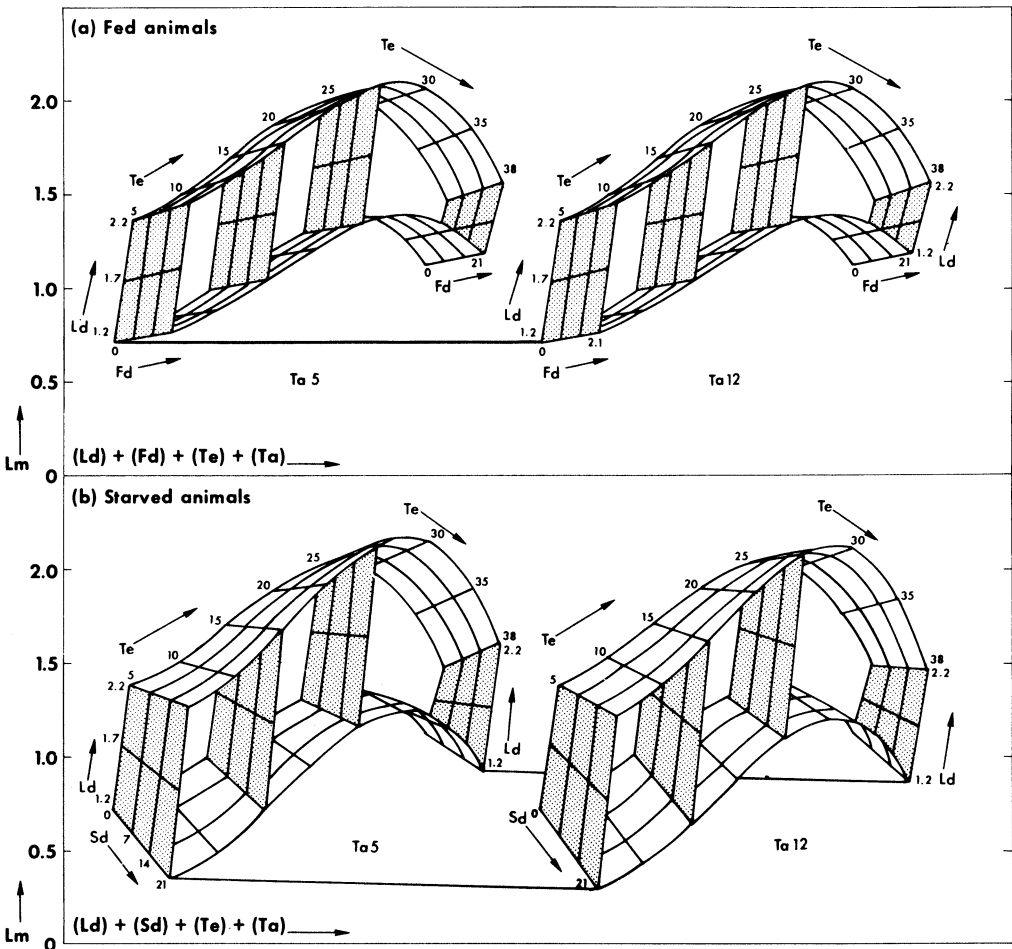 (a) Fed animals
Te
30
25
20
35
15
Te
10
38
5
2.2
1.7
Ld
1.2
0
Fd
0
21
Fd
Ta 5
Te
30
25
20
35
15
Te
10
38
2.2
5
2.2
1.7
Ld
1.2
0
2.1
Fd
0
21
1.2
Ld
Fd
Ta 12
2.0
1.5
1.0
0.5
Lm
0
(Ld) + (Fd) + (Te) + (Ta)
(b) Starved animals
Te
30
25
20
35
15
Te
10
38
2.2
5
2.2
1.7
Ld
1.2
0
Sd
7
14
21
Ld
1.2
Ta 5
Te
30
25
20
35
15
Te
10
38
2.2
5
Sd
0
21
1.2
Ld
Ta 12
2.0
1.5
1.0
0.5
Lm
0
(Ld) + (Sd) + (Te) + (Ta)